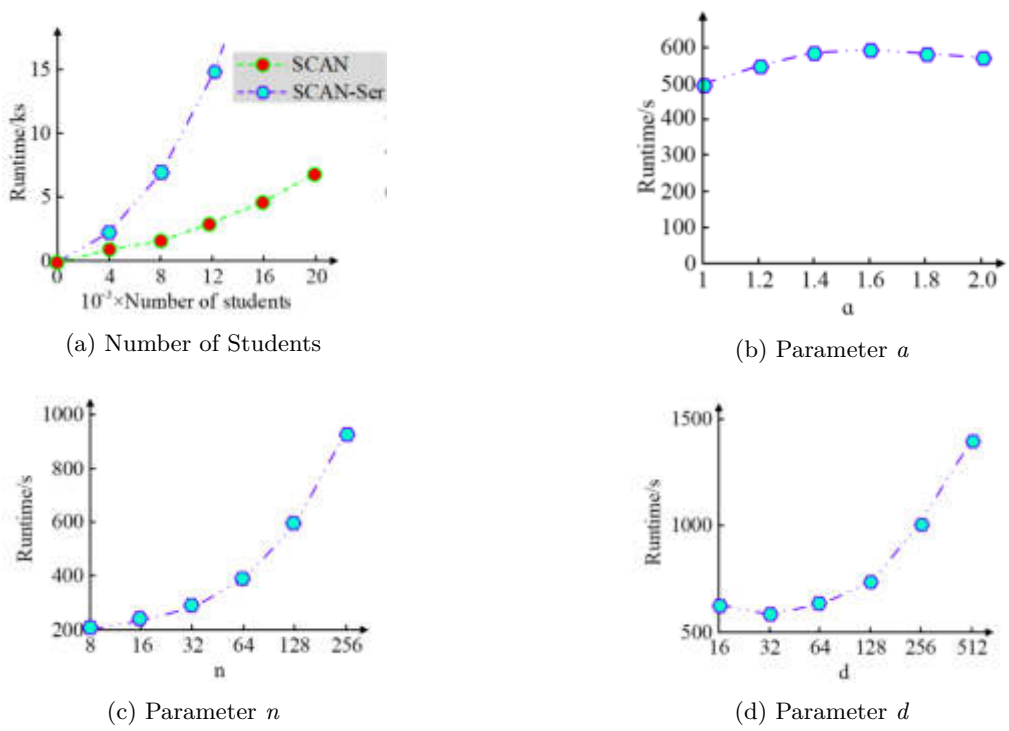 SCAN
SCAN-Ser
15
10
5
0
Runtime/ks
0 4 8 12 16 20
10⁻³×Number of students
(a) Number of Students
600
500
400
300
200
100
0
Runtime/s
1 1.2 1.4 1.6 1.8 2.0
a
(b) Parameter a
1000
800
600
400
200
Runtime/s
8 16 32 64 128 256
n
(c) Parameter n
1500
1000
500
Runtime/s
16 32 64 128 256 512
d
(d) Parameter d